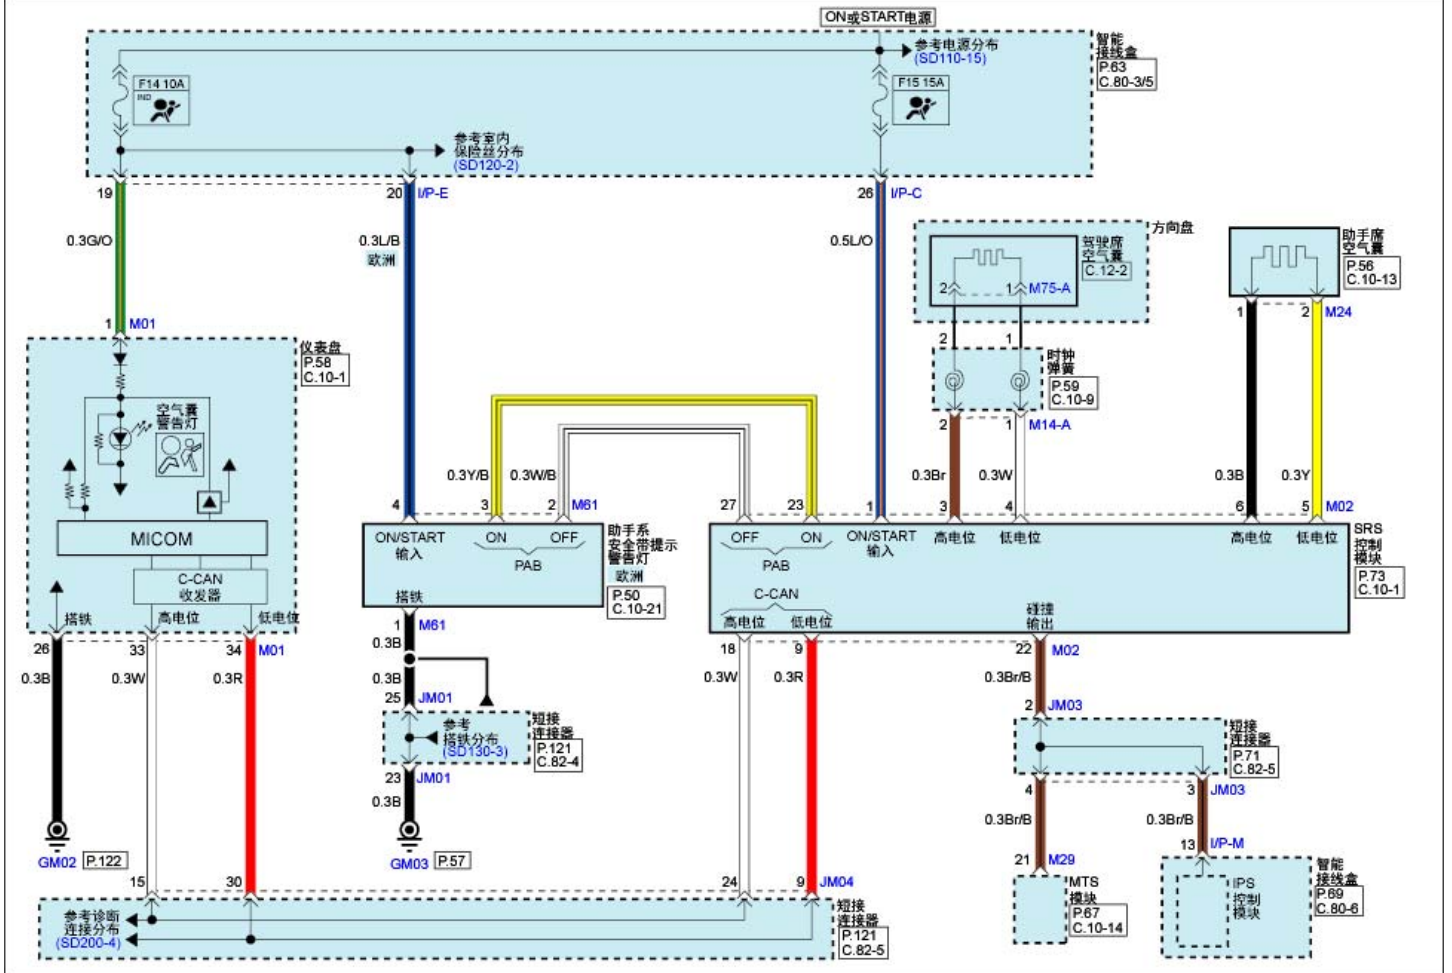 ON或START电源
参考电源分布
(SD110-15)
智能
接线盒
P.63
C.80-3/5
F14 10A
IND
F15 15A
参考室内
保险丝分布
(SD120-2)
19
20
I/P-E
26
I/P-C
0.3G/O
0.3L/B
欧洲
0.5L/O
方向盘
驾驶席
空气囊
C.12-2
2
1
M75-A
助手席
空气囊
P.56
C.10-13
1
2
M24
1
M01
仪表盘
P.58
C.10-1
2
1
时钟
弹簧
P.59
C.10-9
2
1
M14-A
空气囊
警告灯
0.3Y/B
0.3W/B
0.3Br
0.3W
0.3B
0.3Y
4
3
2
M61
27
23
1
3
4
6
5
M02
MICOM
C-CAN
收发器
搭铁
高电位
低电位
ON/START
输入
ON
OFF
PAB
搭铁
助手系
安全带提示
警告灯
欧洲
P.50
C.10-21
OFF
ON
PAB
ON/START
输入
高电位
低电位
高电位
低电位
C-CAN
高电位
低电位
碰撞
输出
SRS
控制
模块
P.73
C.10-1
26
33
34
M01
1
M61
18
9
22
M02
0.3B
0.3W
0.3R
0.3B
0.3B
0.3W
0.3R
0.3Br/B
25
JM01
2
JM03
参考
搭铁分布
(SD130-3)
短接
连接器
P.121
C.82-4
短接
连接器
P.71
C.82-5
23
JM01
4
3
JM03
0.3B
0.3Br/B
0.3Br/B
GM02
P.122
GM03
P.57
21
M29
13
I/P-M
15
30
24
9
JM04
MTS
模块
P.67
C.10-14
IPS
控制
模块
智能
接线盒
P.69
C.80-6
参考诊断
连接分布
(SD200-4)
短接
连接器
P.121
C.82-5